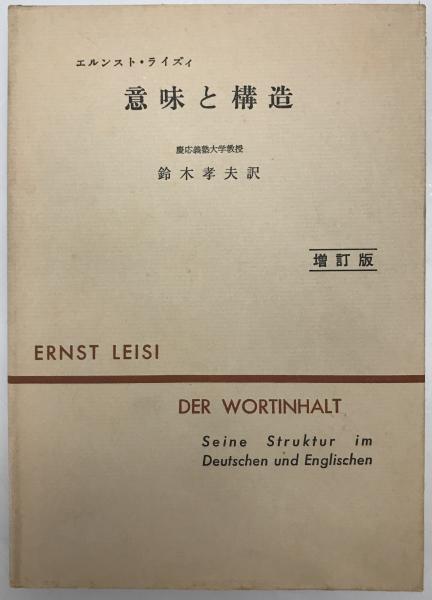 エルンスト・ライズィ
意味と構造
慶応義塾大学教授
鈴木孝夫訳
増訂版
ERNST LEISI
DER WORTINHALT
Seine Struktur im
Deutschen und Englischen